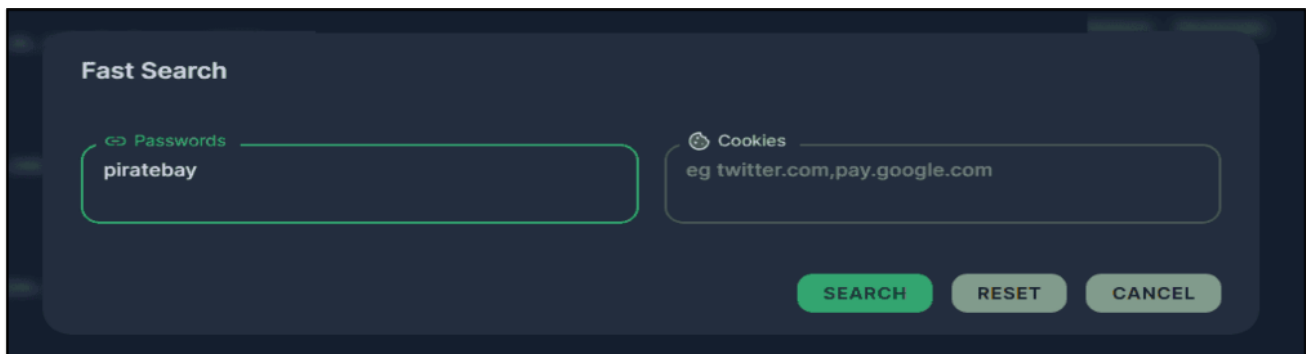 Fast Search
Passwords
piratebay
Cookies
eg twitter.com,pay.google.com
SEARCH
RESET
CANCEL